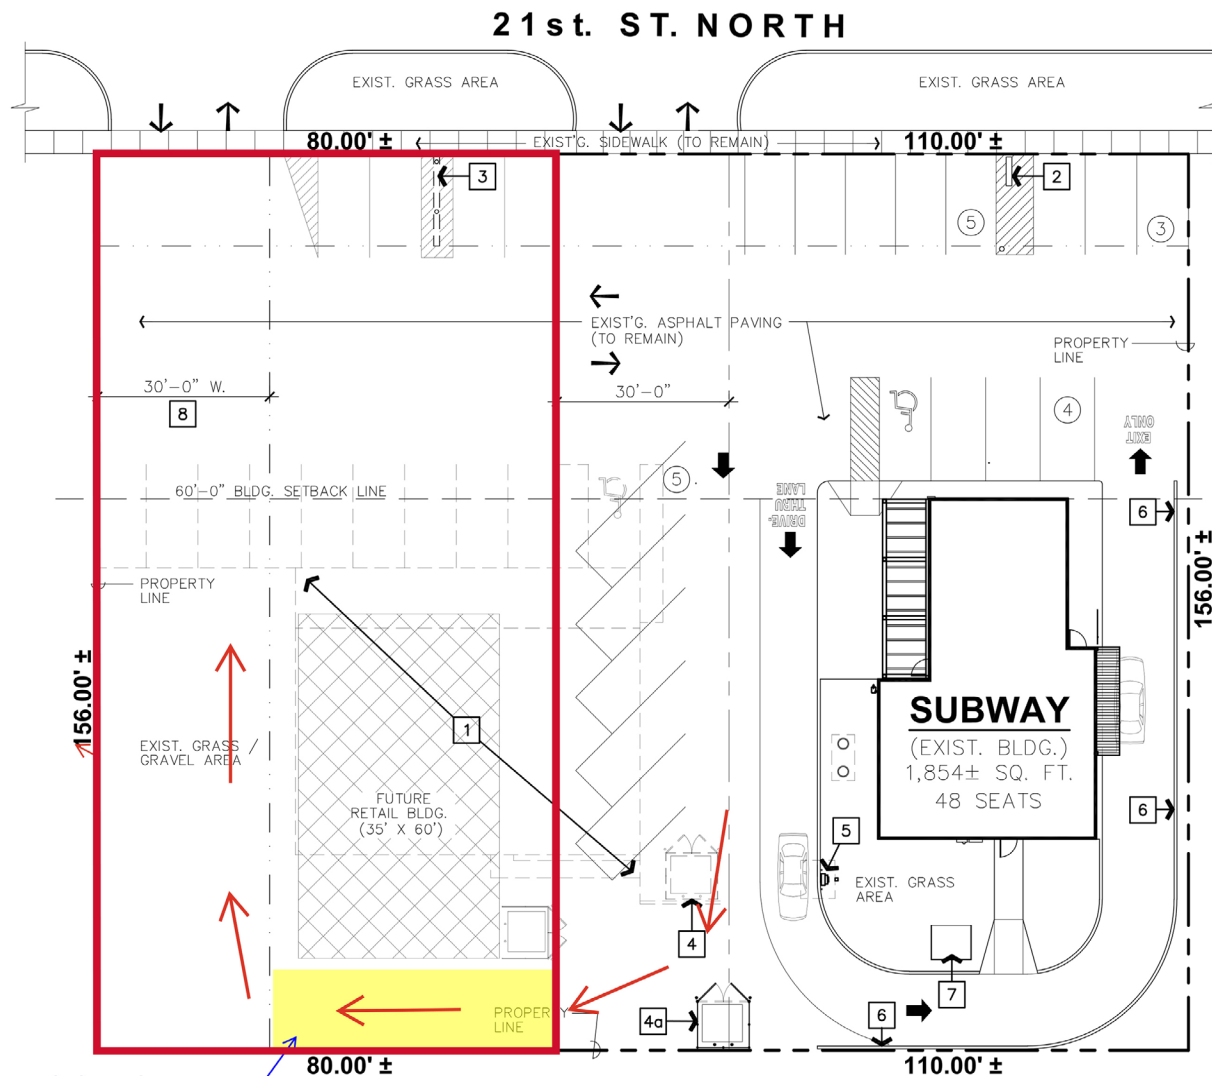 21st. ST. NORTH
EXIST. GRASS AREA
EXIST. GRASS AREA
80.00' ±
EXIST'G. SIDEWALK (TO REMAIN)
110.00' ±
3
2
5
3
EXIST'G. ASPHALT PAVING
(TO REMAIN)
PROPERTY
LINE
30'-0" W.
30'-0"
8
4
EXIT
ONLY
60'-0" BLDG. SETBACK LINE
5
DRIVE-
THRU
LANE
6
PROPERTY
LINE
156.00' ±
156.00' ±
1
SUBWAY
(EXIST. BLDG.)
1,854± SQ. FT.
48 SEATS
EXIST. GRASS /
GRAVEL AREA
FUTURE
RETAIL BLDG.
(35' X 60')
6
5
EXIST. GRASS
AREA
4
7
PROPERTY
LINE
4a
6
80.00' ±
110.00' ±